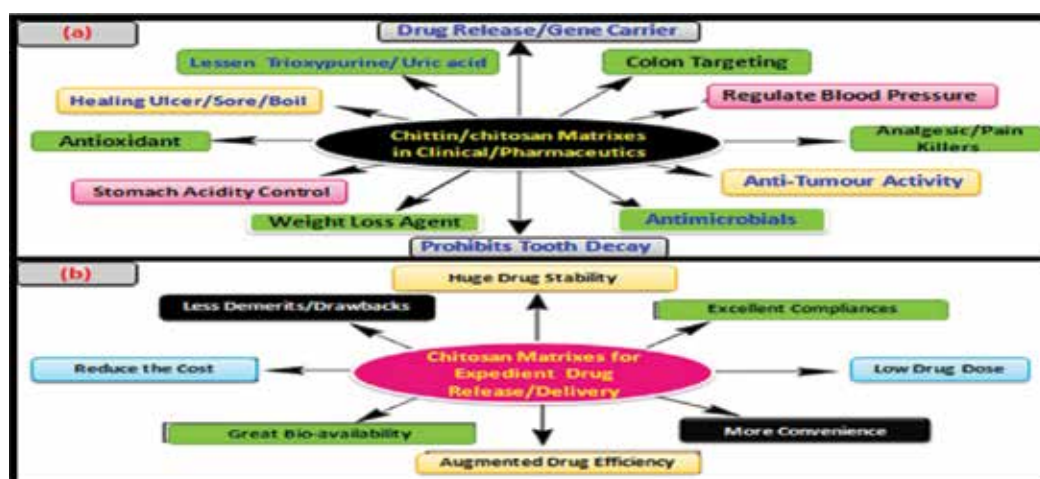 (a)
Drug Release/Gene Carrier
Lessen Trioxypurine/ Uric acid
Colon Targeting
Healing Ulcer/Sore/Boil
Regulate Blood Pressure
Antioxidant
Chittin/chitosan Matrixes
in Clinical/Pharmaceutics
Analgesic/Pain
Killers
Stomach Acidity Control
Anti-Tumour Activity
Weight Loss Agent
Antimicrobials
Prohibits Tooth Decay
(b)
Huge Drug Stability
Less Demerits/Drawbacks
Excellent Compliances
Reduce the Cost
Chitosan Matrixes for
Expedient Drug
Release/Delivery
Low Drug Dose
Great Bio-availability
More Convenience
Augmented Drug Efficiency